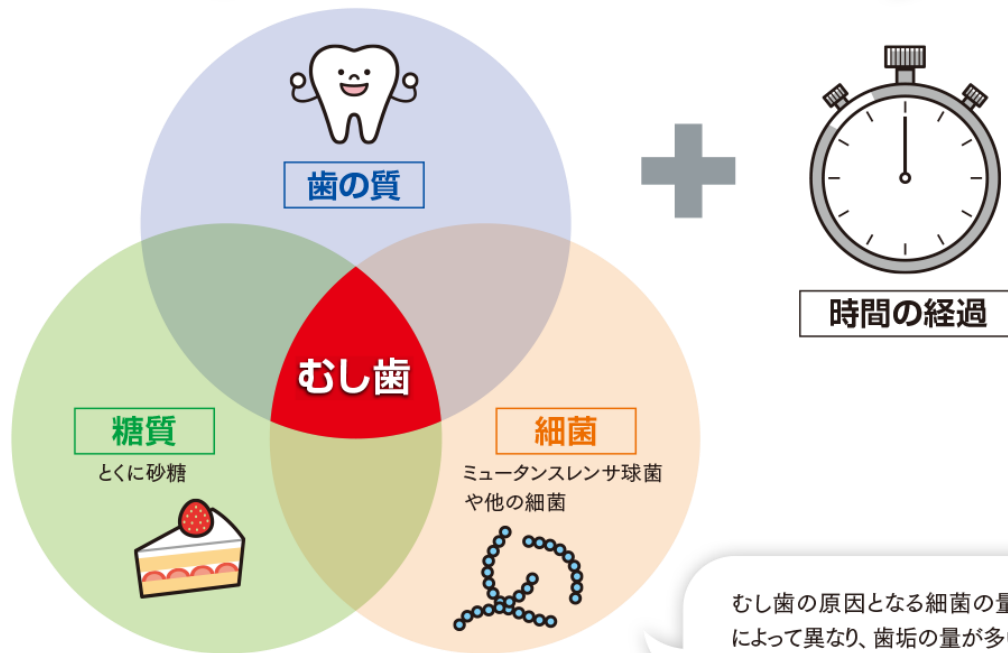 歯の質
時間の経過
むし歯
糖質
とくに砂糖
細菌
ミュータンスレンサ球菌
や他の細菌
むし歯の原因となる細菌の量
によって異なり、歯垢の量が多い